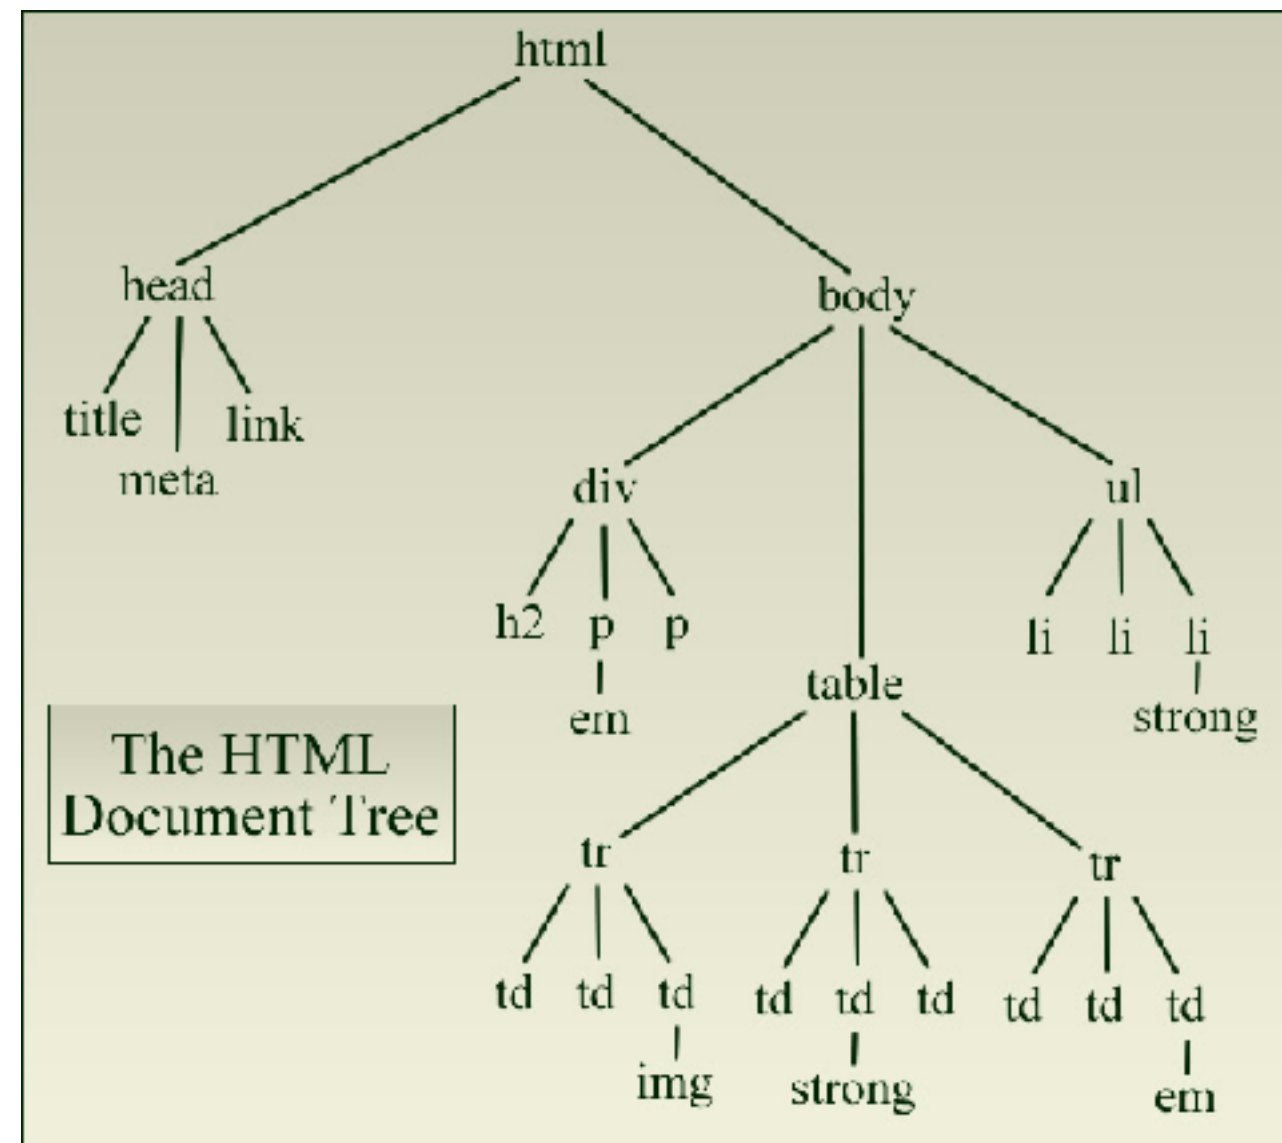 html
head
body
title
link
meta
div
ul
h2 p p
li li li
em
table
strong
The HTML
Document Tree
tr tr tr
td td td td td td td td td
img strong em